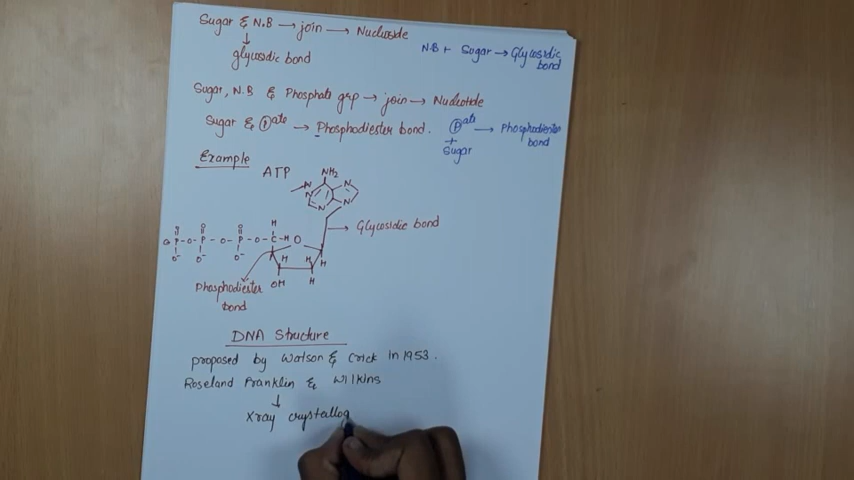 Sugar & N.B → join → Nucleoside
↓
glycosidic bond
N.B + Sugar → Glycosidic
bond
Sugar, N.B & Phosphate grp → join → Nucleotide
Sugar & (P)ate → Phosphodiester bond.
(P)ate → Phosphodiester
+
bond
Sugar
Example
ATP
NH2
N
N
N
N
N
Glycosidic bond
H
O O O
P - O - P - O - P - O - C - H O
O- O- O-
H H H H
OH H
Phosphodiester
bond
DNA Structure
proposed by Watson & Crick in 1953.
Roseland Franklin & Wilkins
↓
Xray crystallog